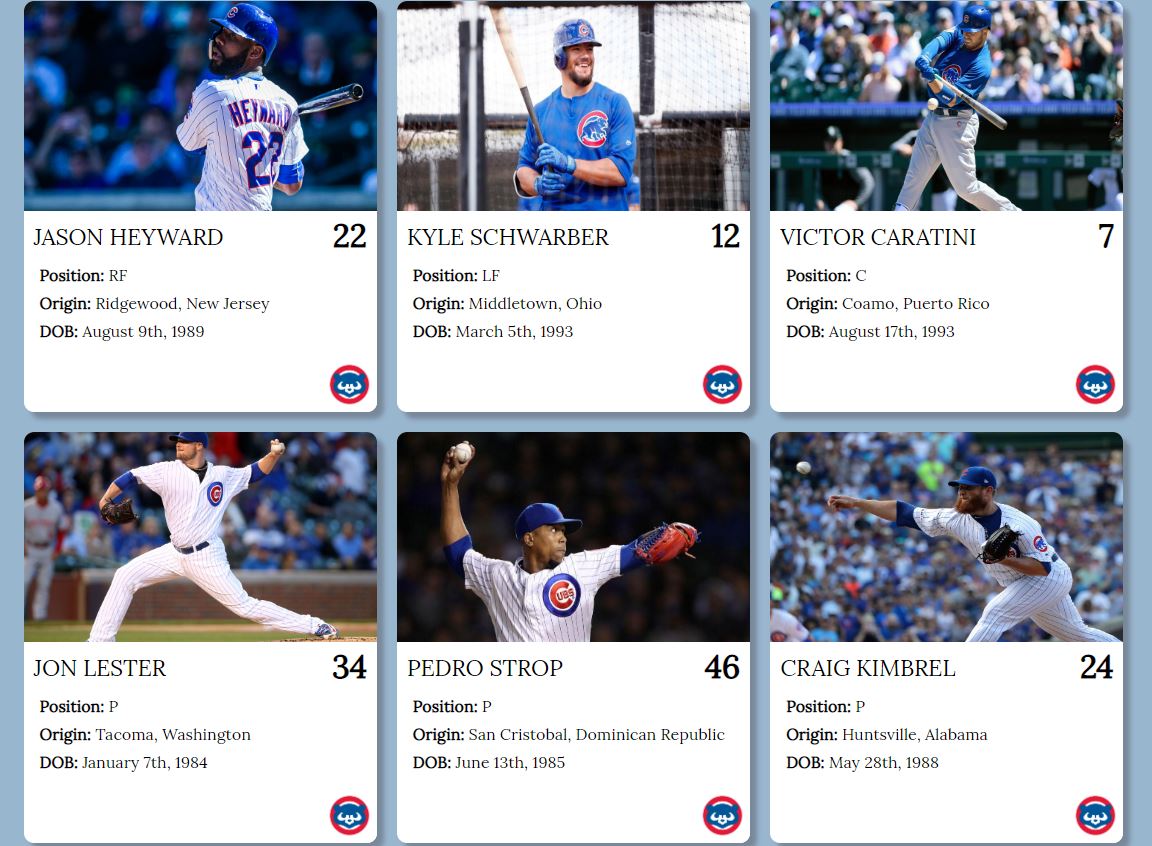 HEYWARD
22
JASON HEYWARD 22
Position: RF
Origin: Ridgewood, New Jersey
DOB: August 9th, 1989
KYLE SCHWARBER 12
Position: LF
Origin: Middletown, Ohio
DOB: March 5th, 1993
VICTOR CARATINI 7
Position: C
Origin: Coamo, Puerto Rico
DOB: August 17th, 1993
JON LESTER 34
Position: P
Origin: Tacoma, Washington
DOB: January 7th, 1984
CUBS
PEDRO STROP 46
Position: P
Origin: San Cristobal, Dominican Republic
DOB: June 13th, 1985
CRAIG KIMBREL 24
Position: P
Origin: Huntsville, Alabama
DOB: May 28th, 1988